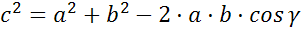 c² = a² + b² − 2 · a · b · cos γ